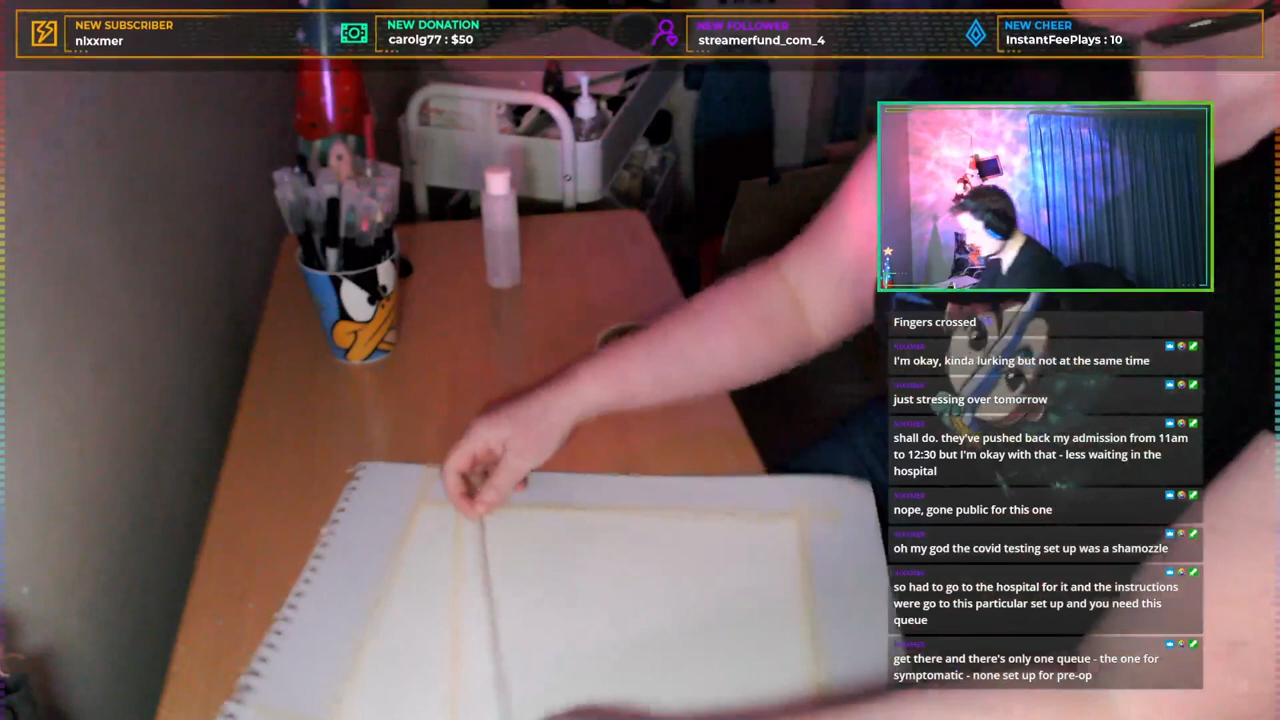 NEW SUBSCRIBER
nlxxmer
NEW DONATION
carolg77 : $50
NEW FOLLOWER
streamerfund_com_4
NEW CHEER
InstantFeePlays : 10
Fingers crossed
I'm okay, kinda lurking but not at the same time
just stressing over tomorrow
shall do. they've pushed back my admission from 11am
to 12:30 but I'm okay with that - less waiting in the
hospital
nope, gone public for this one
oh my god the covid testing set up was a shamozzle
so had to go to the hospital for it and the instructions
were go to this particular set up and you need this
queue
get there and there's only one queue - the one for
symptomatic - none set up for pre-op